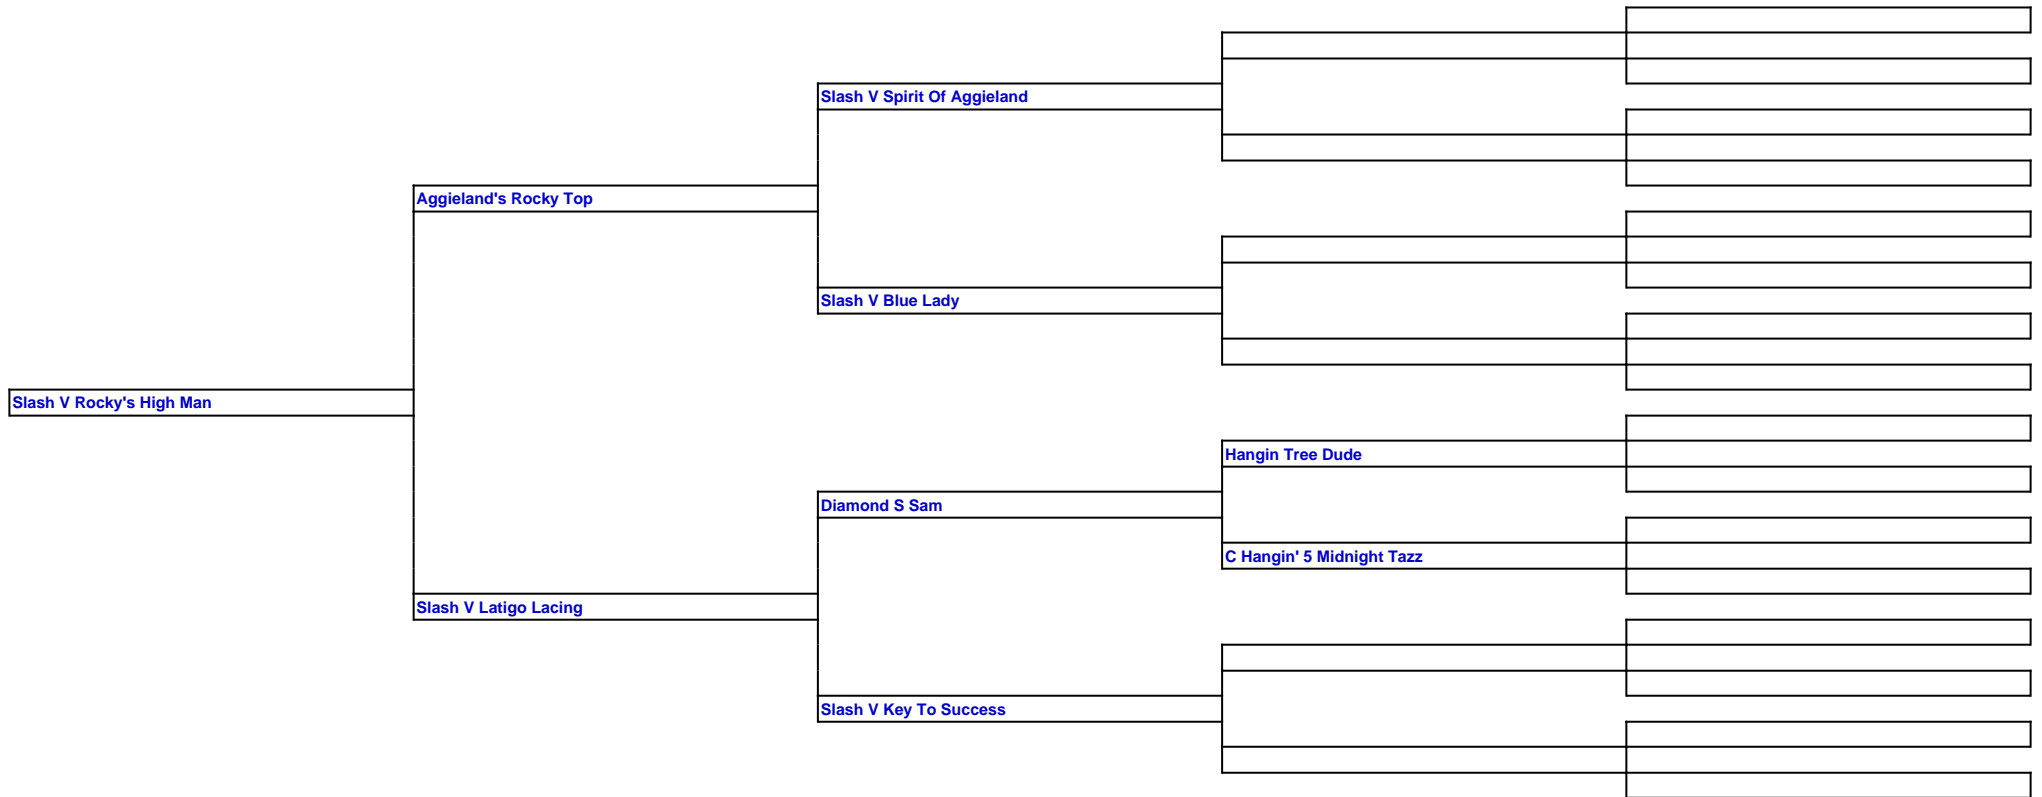 Slash V Spirit Of Aggieland
Aggieland's Rocky Top
Slash V Blue Lady
Slash V Rocky's High Man
Hangin Tree Dude
Diamond S Sam
C Hangin' 5 Midnight Tazz
Slash V Latigo Lacing
Slash V Key To Success